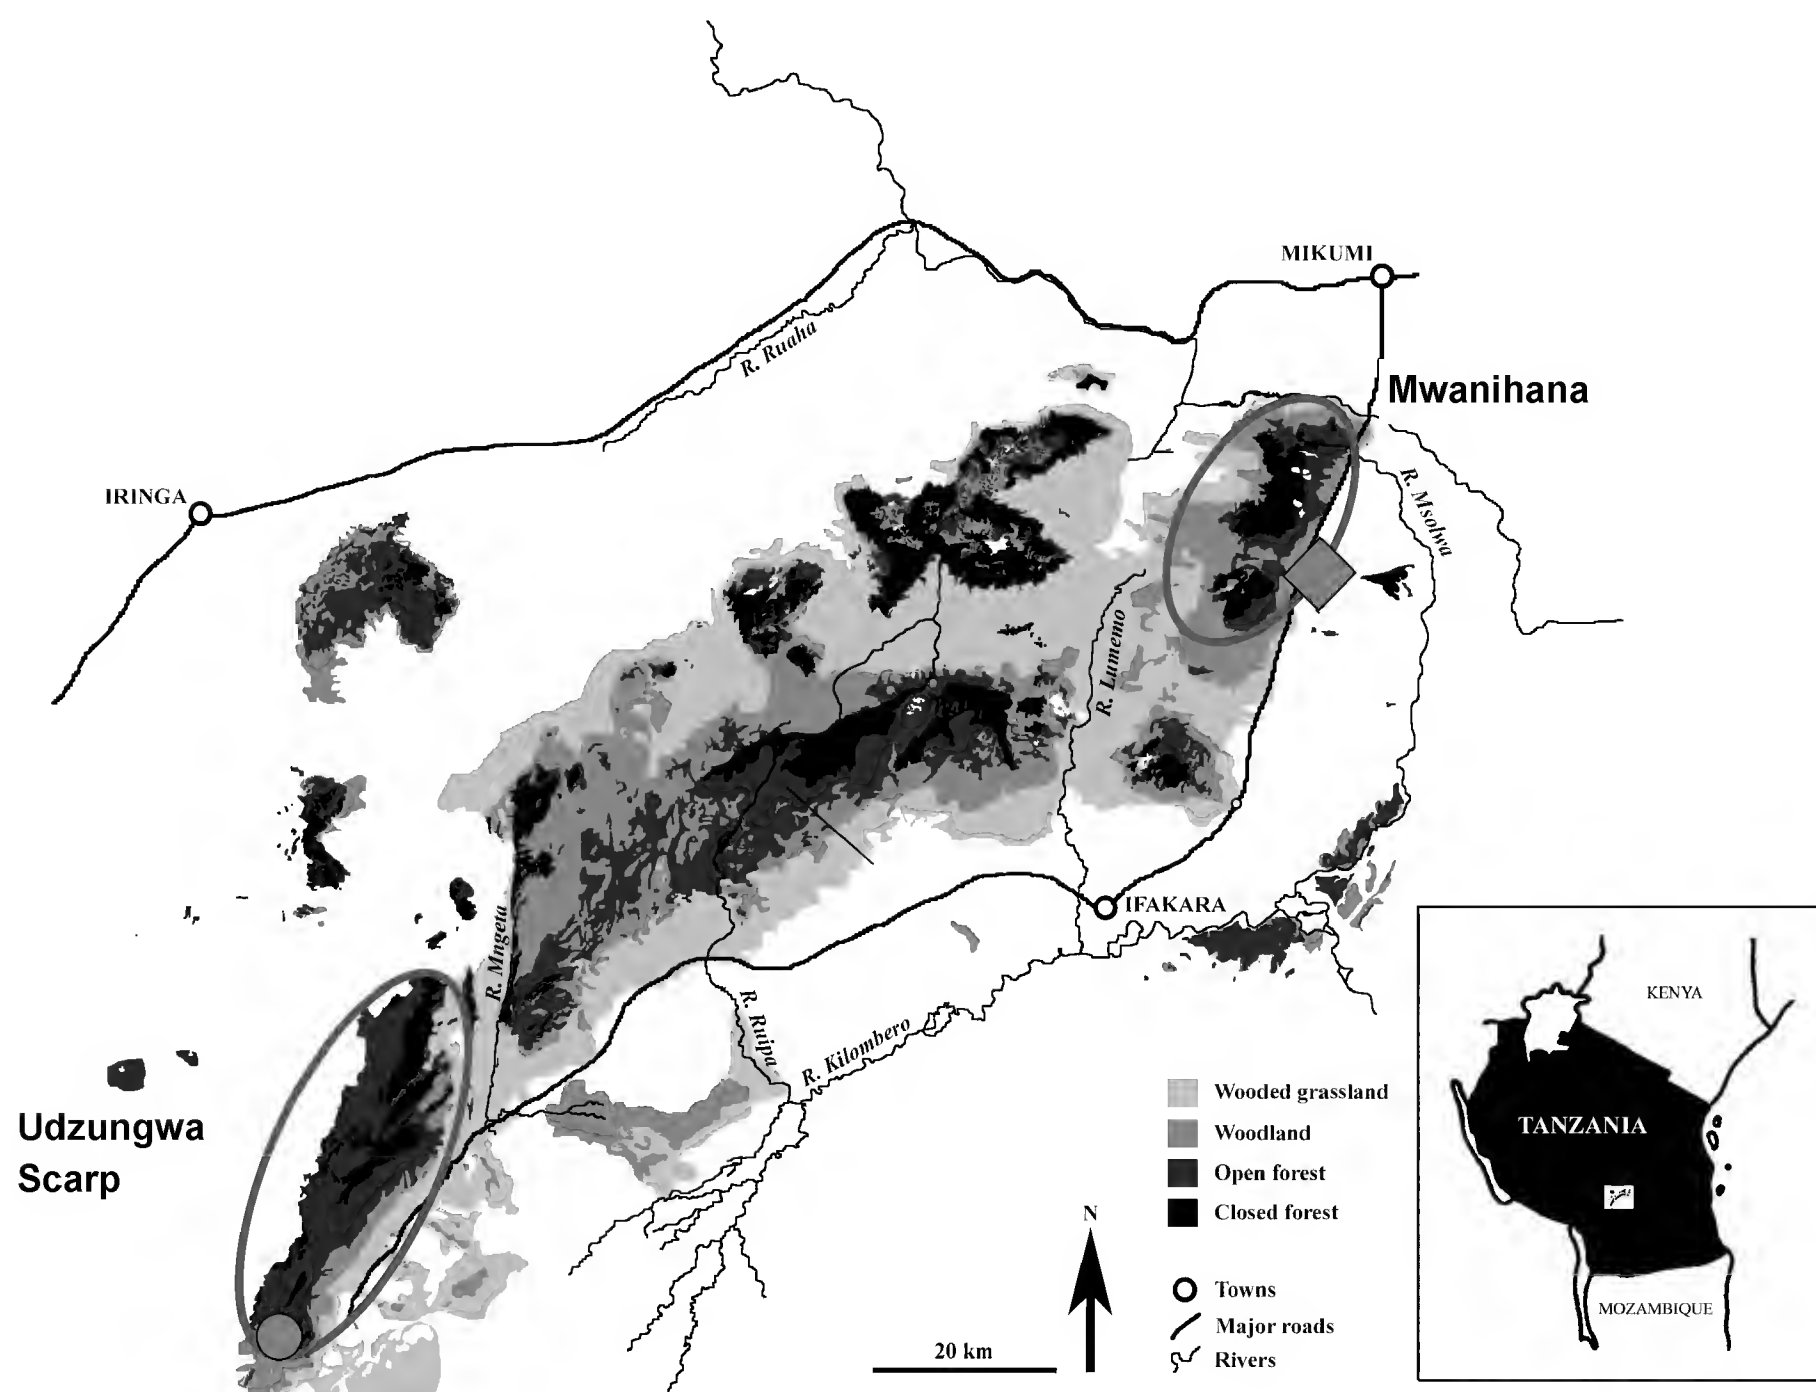 MIKUMI
R. Ruaha
Mwanihana
IRINGA
R. Msolwa
R. Lumemo
IFAKARA
R. Mngeta
R. Ruipa
R. Kilombero
Udzungwa
Scarp
Wooded grassland
Woodland
Open forest
Closed forest
N
Towns
Major roads
Rivers
20 km
KENYA
TANZANIA
MOZAMBIQUE